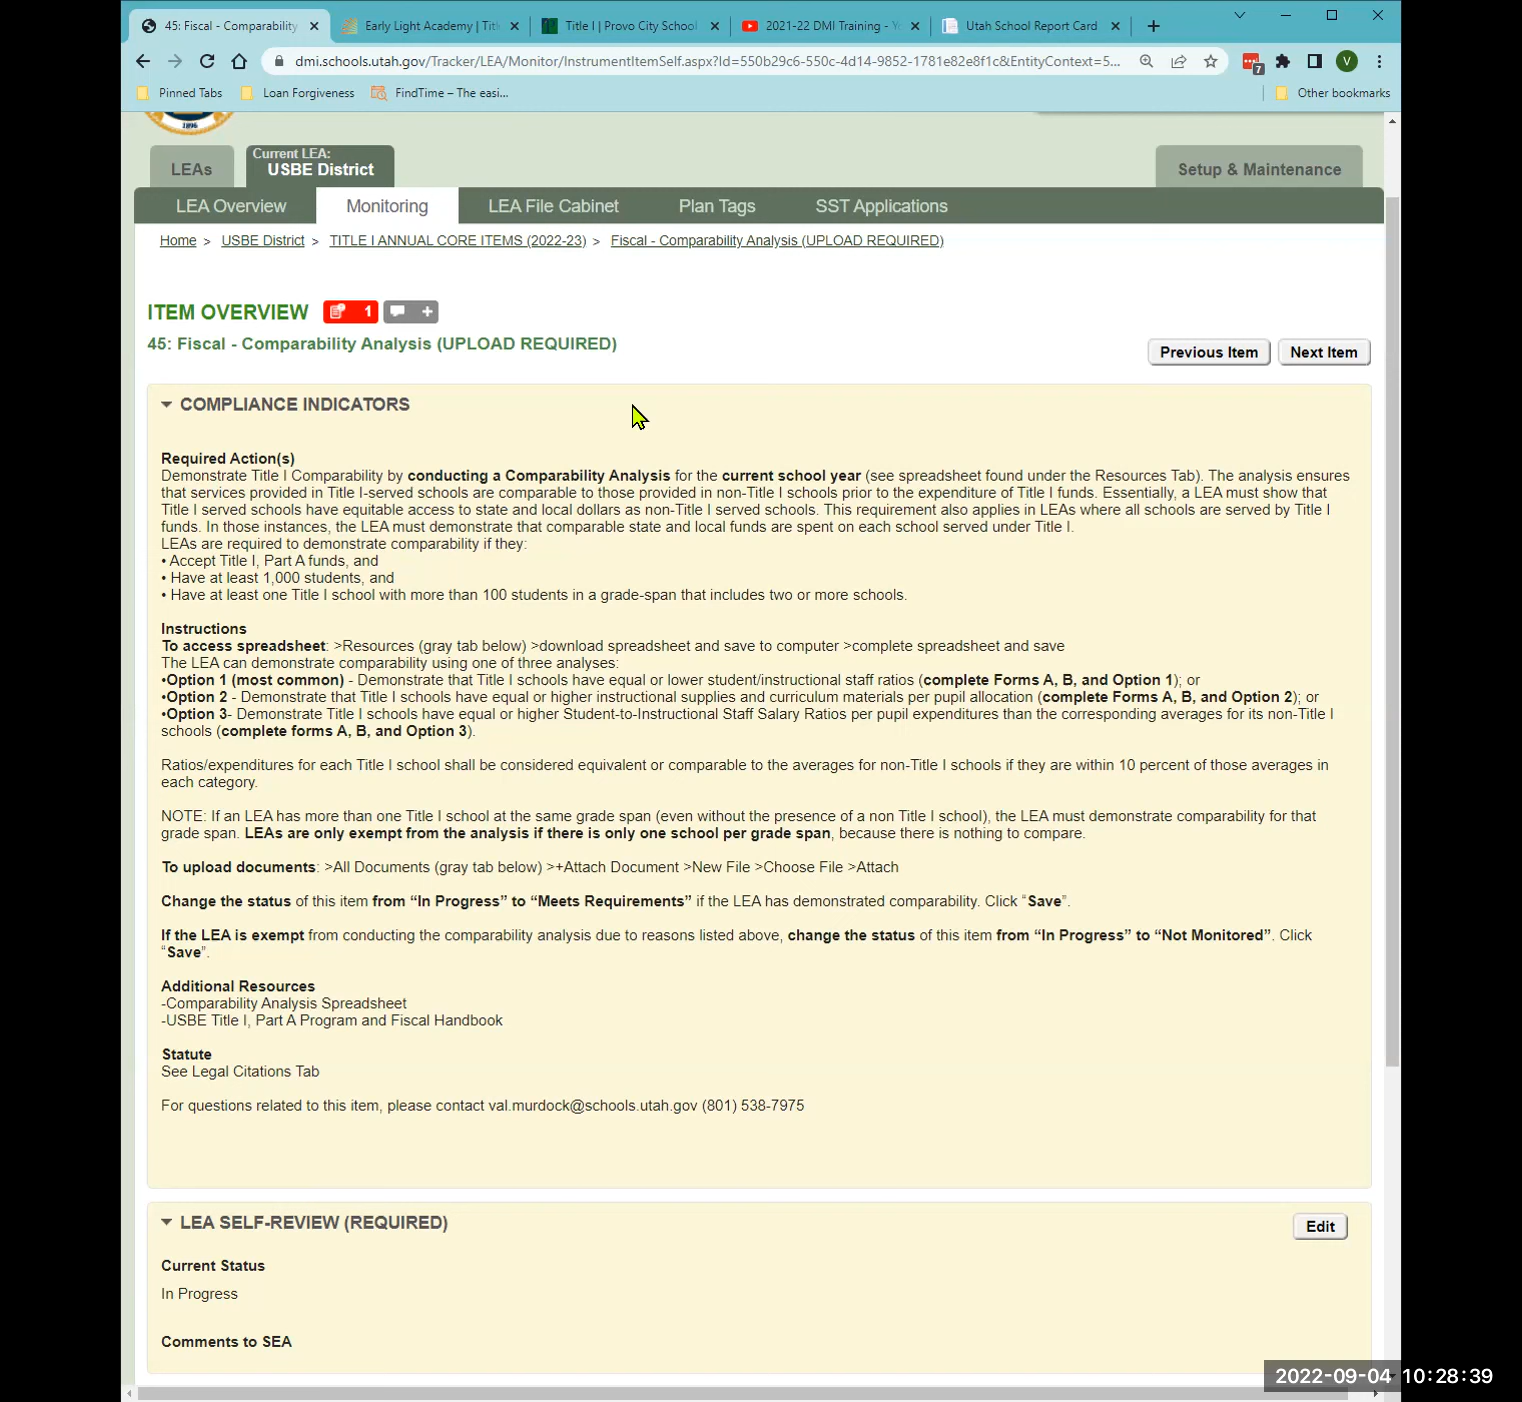 45: Fiscal - Comparability
Early Light Academy | Titl
Title I | Provo City School
2021-22 DMI Training - Y
Utah School Report Card
dmi.schools.utah.gov/Tracker/LEA/Monitor/InstrumentItemSelf.aspx?Id=550b29c6-550c-4d14-9852-1781e82e8f1c&EntityContext=5...
7
V
Pinned Tabs
Loan Forgiveness
FindTime – The easi...
Other bookmarks
1896
LEAs
Current LEA:
USBE District
Setup & Maintenance
LEA Overview
Monitoring
LEA File Cabinet
Plan Tags
SST Applications
Home > USBE District > TITLE I ANNUAL CORE ITEMS (2022-23) > Fiscal - Comparability Analysis (UPLOAD REQUIRED)
ITEM OVERVIEW
1
45: Fiscal - Comparability Analysis (UPLOAD REQUIRED)
Previous Item
Next Item
COMPLIANCE INDICATORS
Required Action(s)
Demonstrate Title I Comparability by conducting a Comparability Analysis for the current school year (see spreadsheet found under the Resources Tab). The analysis ensures
that services provided in Title I-served schools are comparable to those provided in non-Title I schools prior to the expenditure of Title I funds. Essentially, a LEA must show that
Title I served schools have equitable access to state and local dollars as non-Title I served schools. This requirement also applies in LEAs where all schools are served by Title I
funds. In those instances, the LEA must demonstrate that comparable state and local funds are spent on each school served under Title I.
LEAs are required to demonstrate comparability if they:
• Accept Title I, Part A funds, and
• Have at least 1,000 students, and
• Have at least one Title I school with more than 100 students in a grade-span that includes two or more schools.
Instructions
To access spreadsheet: >Resources (gray tab below) >download spreadsheet and save to computer >complete spreadsheet and save
The LEA can demonstrate comparability using one of three analyses:
•Option 1 (most common) - Demonstrate that Title I schools have equal or lower student/instructional staff ratios (complete Forms A, B, and Option 1); or
•Option 2 - Demonstrate that Title I schools have equal or higher instructional supplies and curriculum materials per pupil allocation (complete Forms A, B, and Option 2); or
•Option 3- Demonstrate Title I schools have equal or higher Student-to-Instructional Staff Salary Ratios per pupil expenditures than the corresponding averages for its non-Title I
schools (complete forms A, B, and Option 3).
Ratios/expenditures for each Title I school shall be considered equivalent or comparable to the averages for non-Title I schools if they are within 10 percent of those averages in
each category.
NOTE: If an LEA has more than one Title I school at the same grade span (even without the presence of a non Title I school), the LEA must demonstrate comparability for that
grade span. LEAs are only exempt from the analysis if there is only one school per grade span, because there is nothing to compare.
To upload documents: >All Documents (gray tab below) >+Attach Document >New File >Choose File >Attach
Change the status of this item from “In Progress” to “Meets Requirements” if the LEA has demonstrated comparability. Click “Save”.
If the LEA is exempt from conducting the comparability analysis due to reasons listed above, change the status of this item from “In Progress” to “Not Monitored”. Click
“Save”.
Additional Resources
-Comparability Analysis Spreadsheet
-USBE Title I, Part A Program and Fiscal Handbook
Statute
See Legal Citations Tab
For questions related to this item, please contact val.murdock@schools.utah.gov (801) 538-7975
LEA SELF-REVIEW (REQUIRED)
Edit
Current Status
In Progress
Comments to SEA
2022-09-04 10:28:39